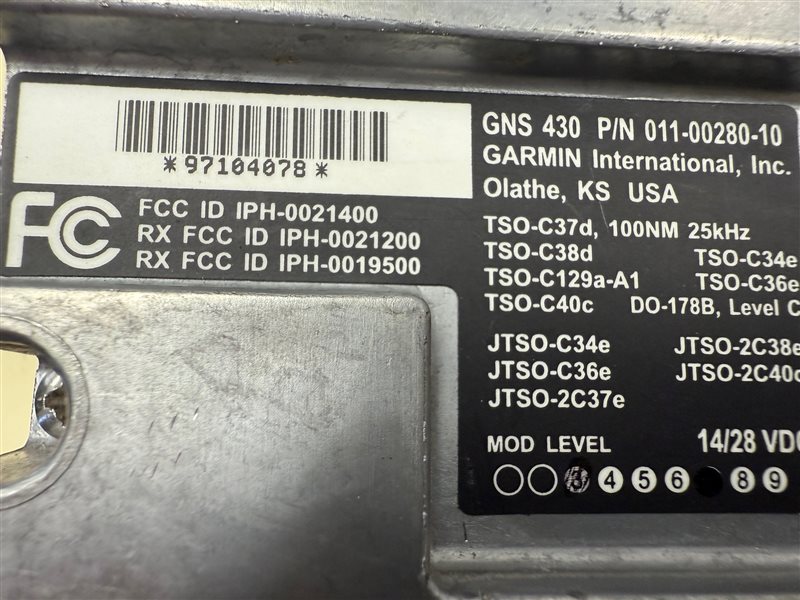 *97104078*
FCC ID IPH-0021400
RX FCC ID IPH-0021200
RX FCC ID IPH-0019500
GNS 430 P/N 011-00280-10
GARMIN International, Inc.
Olathe, KS USA
TSO-C37d, 100NM 25kHz
TSO-C38d TSO-C34e
TSO-C129a-A1 TSO-C36e
TSO-C40c DO-178B, Level C
JTSO-C34e JTSO-2C38e
JTSO-C36e JTSO-2C40c
JTSO-2C37e
MOD LEVEL 14/28 VDC
4 5 6 8 9